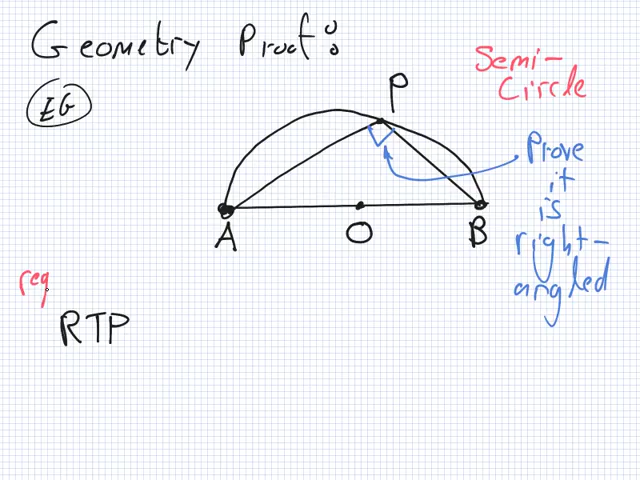 Geometry Proof:
EG
Semi-
Circle
P
Prove
it
is
right-
angled
A
O
B
req
RTP